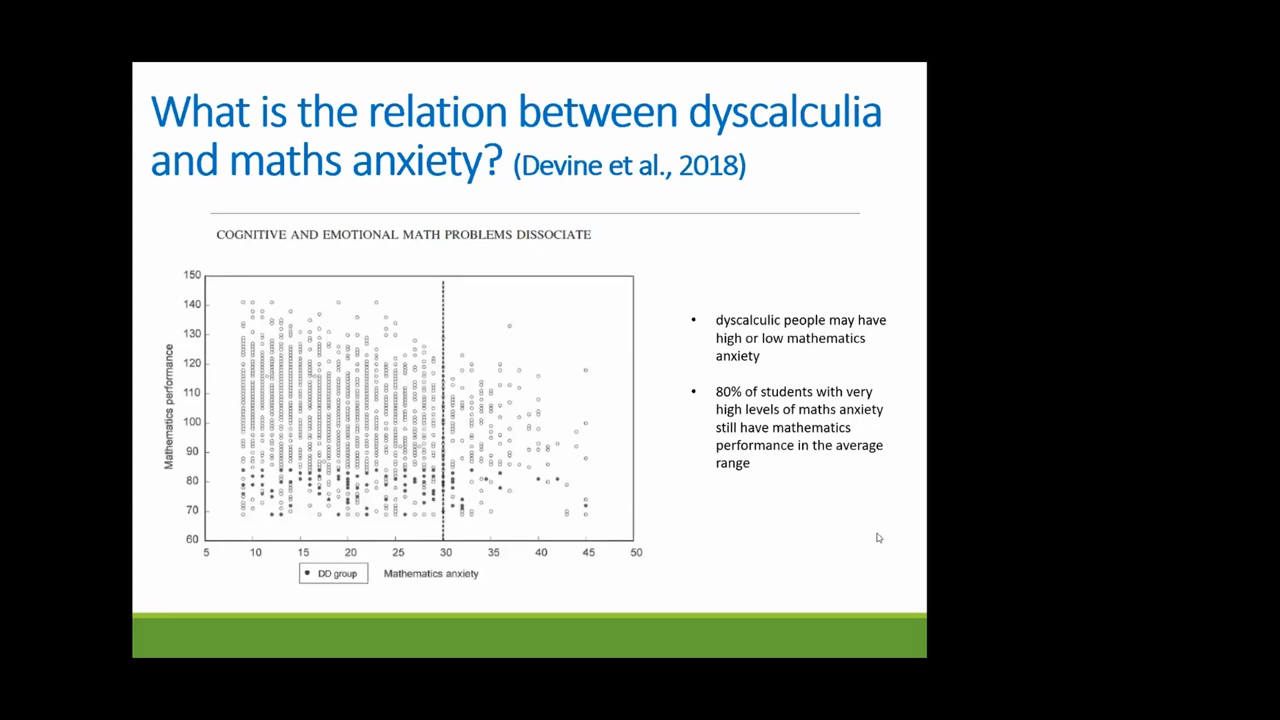 What is the relation between dyscalculia
and maths anxiety? (Devine et al., 2018)
COGNITIVE AND EMOTIONAL MATH PROBLEMS DISSOCIATE
150
140
130
120
110
100
90
80
70
60
Mathematics performance
5 10 15 20 25 30 35 40 45 50
• DD group
Mathematics anxiety
• dyscalculic people may have
high or low mathematics
anxiety
• 80% of students with very
high levels of maths anxiety
still have mathematics
performance in the average
range